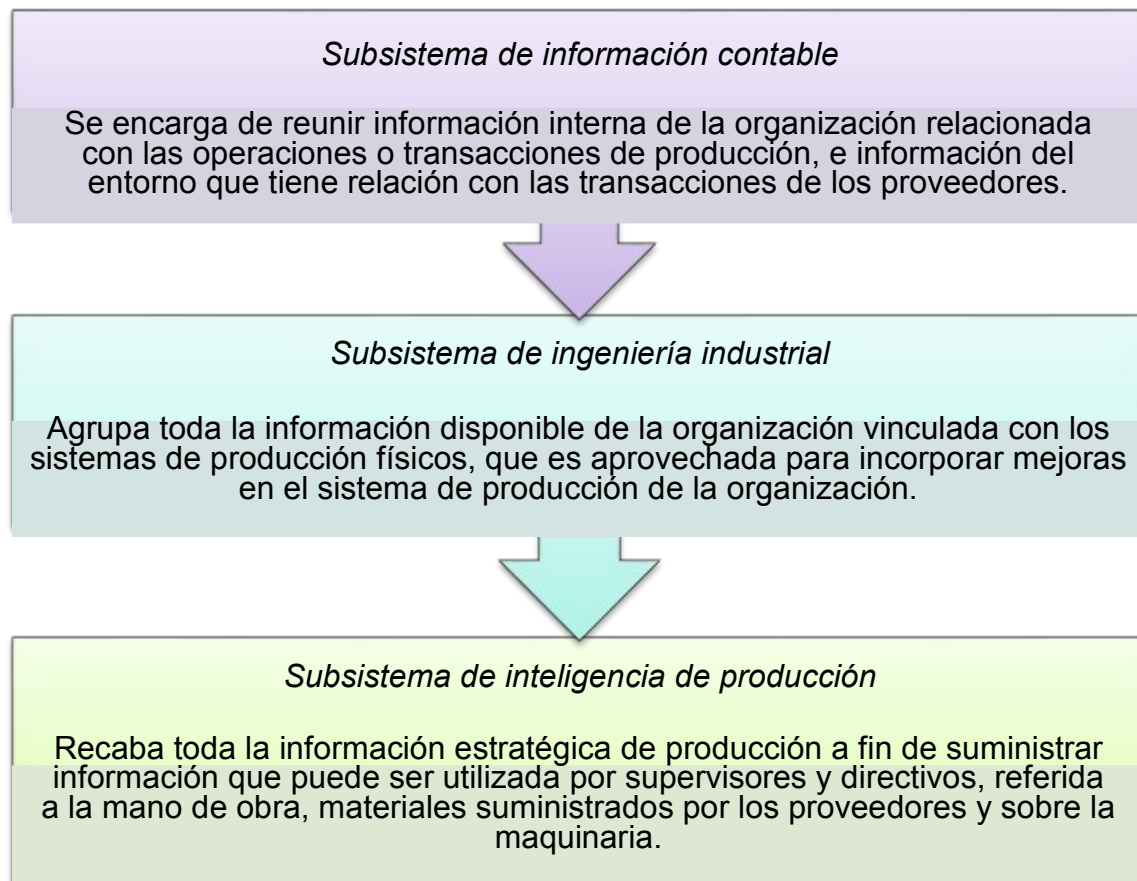 Subsistema de información contable
Se encarga de reunir información interna de la organización relacionada
con las operaciones o transacciones de producción, e información del
entorno que tiene relación con las transacciones de los proveedores.
Subsistema de ingeniería industrial
Agrupa toda la información disponible de la organización vinculada con los
sistemas de producción físicos, que es aprovechada para incorporar mejoras
en el sistema de producción de la organización.
Subsistema de inteligencia de producción
Recaba toda la información estratégica de producción a fin de suministrar
información que puede ser utilizada por supervisores y directivos, referida
a la mano de obra, materiales suministrados por los proveedores y sobre la
maquinaria.